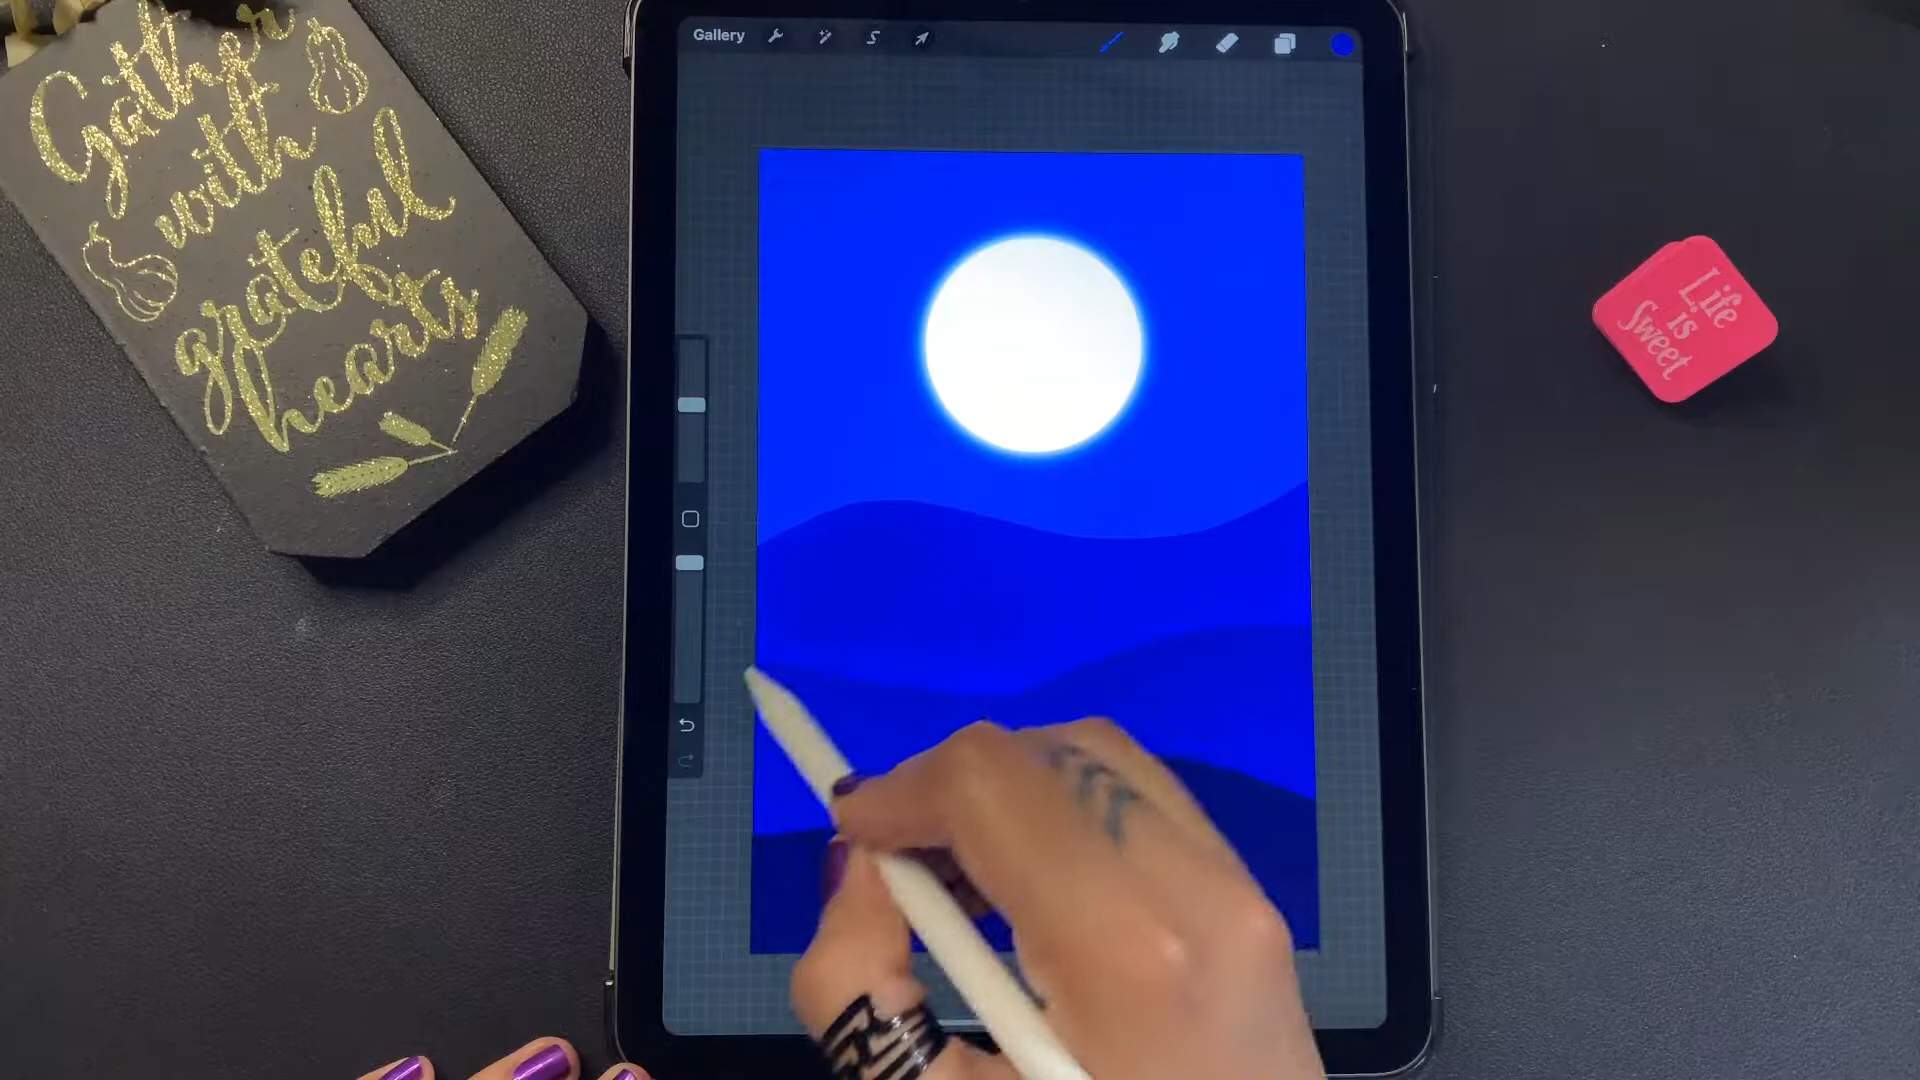 Gather
with
grateful
hearts
Gallery
Life
is
Sweet